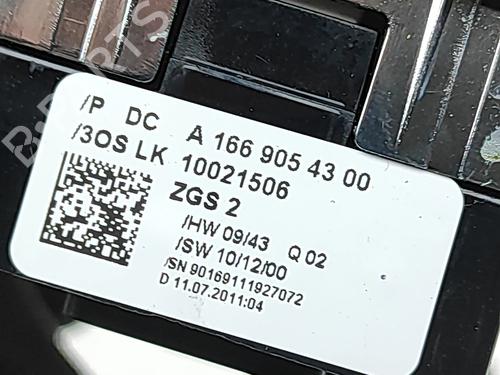 /P DC A 166 905 43 00
/3OS LK 10021506
ZGS 2
/HW 09/43 Q 02
/SW 10/12/00
/SN 90169111927072
D 11.07.2011:04